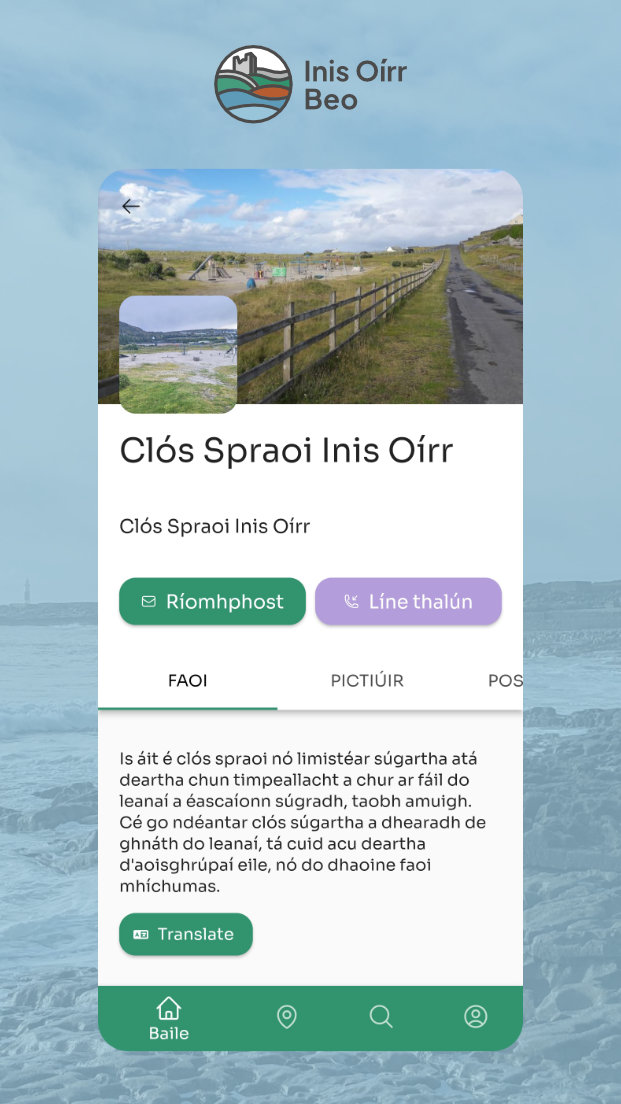 Inis Oírr
Beo
Clós Spraoi Inis Oírr
Clós Spraoi Inis Oírr
Ríomhphost
Líne thalún
FAOI
PICTIÚIR
POS
Is áit é clós spraoi nó limistéar súgartha atá
deartha chun timpeallacht a chur ar fáil do
leanaí a éascaíonn súgradh, taobh amuigh.
Cé go ndéantar clós súgartha a dhearadh de
ghnáth do leanaí, tá cuid acu deartha
d'aoisghrúpaí eile, nó do dhaoine faoi
mhíchumas.
Translate
Baile